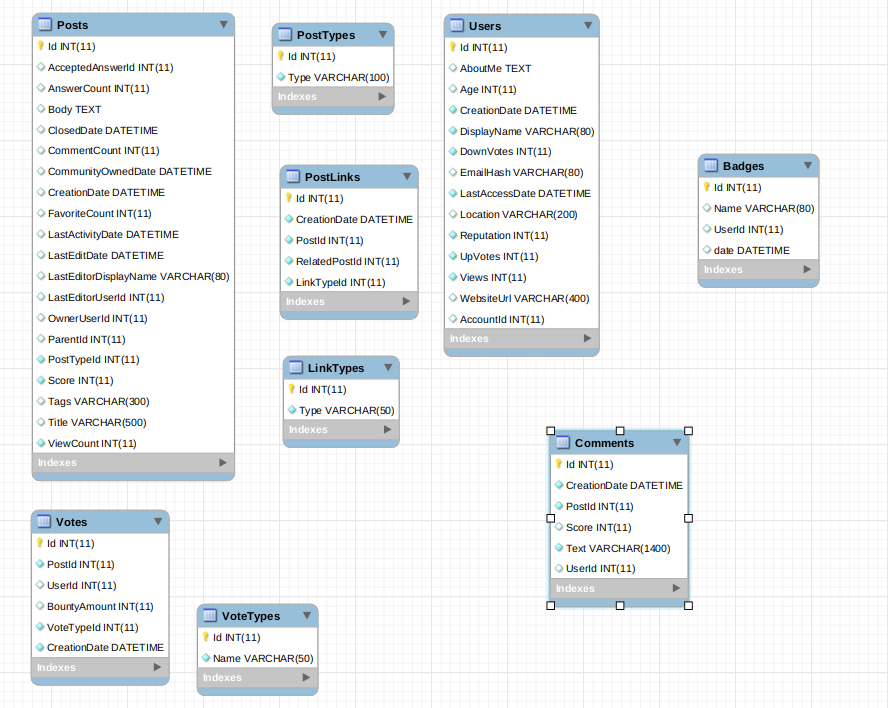 Posts
Id INT(11)
AcceptedAnswerId INT(11)
AnswerCount INT(11)
Body TEXT
ClosedDate DATETIME
CommentCount INT(11)
CommunityOwnedDate DATETIME
CreationDate DATETIME
FavoriteCount INT(11)
LastActivityDate DATETIME
LastEditDate DATETIME
LastEditorDisplayName VARCHAR(80)
LastEditorUserId INT(11)
OwnerUserId INT(11)
ParentId INT(11)
PostTypeId INT(11)
Score INT(11)
Tags VARCHAR(300)
Title VARCHAR(500)
ViewCount INT(11)
Indexes
PostTypes
Id INT(11)
Type VARCHAR(100)
Indexes
Users
Id INT(11)
AboutMe TEXT
Age INT(11)
CreationDate DATETIME
DisplayName VARCHAR(80)
DownVotes INT(11)
EmailHash VARCHAR(80)
LastAccessDate DATETIME
Location VARCHAR(200)
Reputation INT(11)
UpVotes INT(11)
Views INT(11)
WebsiteUrl VARCHAR(400)
AccountId INT(11)
Indexes
PostLinks
Id INT(11)
CreationDate DATETIME
PostId INT(11)
RelatedPostId INT(11)
LinkTypeId INT(11)
Indexes
Badges
Id INT(11)
Name VARCHAR(80)
UserId INT(11)
date DATETIME
Indexes
LinkTypes
Id INT(11)
Type VARCHAR(50)
Indexes
Comments
Id INT(11)
CreationDate DATETIME
PostId INT(11)
Score INT(11)
Text VARCHAR(1400)
UserId INT(11)
Indexes
Votes
Id INT(11)
PostId INT(11)
UserId INT(11)
BountyAmount INT(11)
VoteTypeId INT(11)
CreationDate DATETIME
Indexes
VoteTypes
Id INT(11)
Name VARCHAR(50)
Indexes